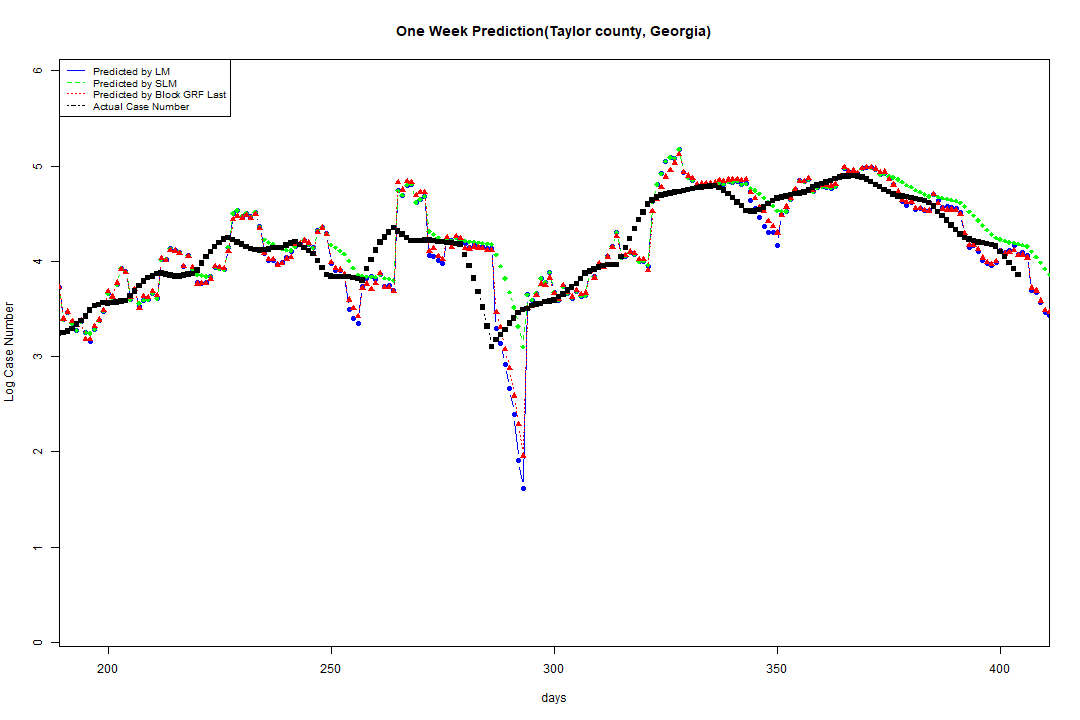 One Week Prediction(Taylor county, Georgia)
Predicted by LM
Predicted by SLM
Predicted by Block GRF Last
Actual Case Number
6
5
4
3
2
1
0
Log Case Number
200
250
300
350
400
days